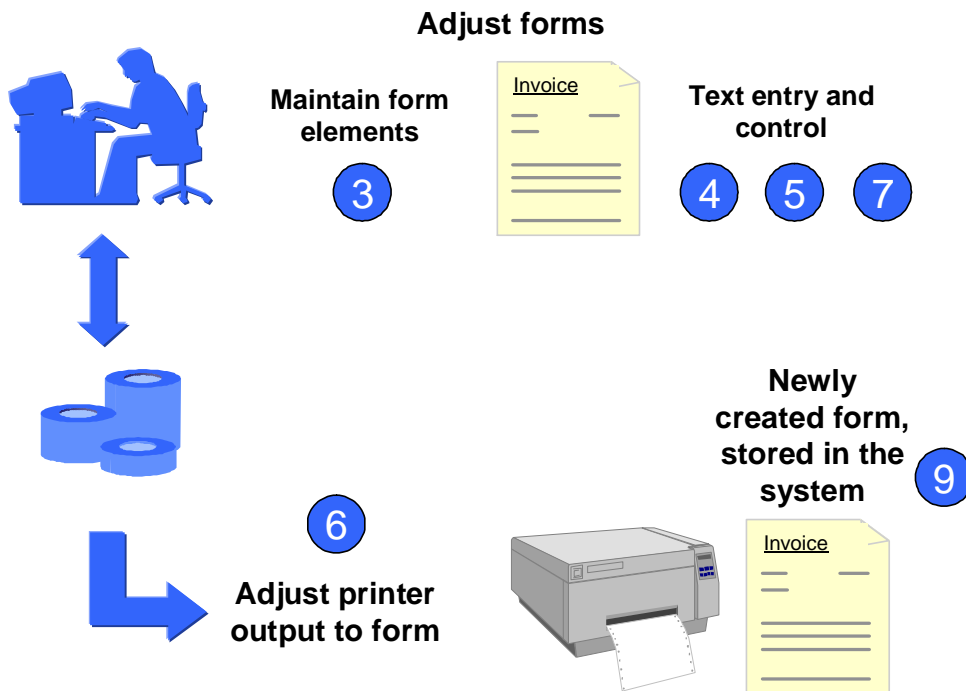 Adjust forms
Maintain form
elements
3
Invoice
Text entry and
control
4 5 7
Newly
created form,
stored in the
system
9
6
Adjust printer
output to form
Invoice